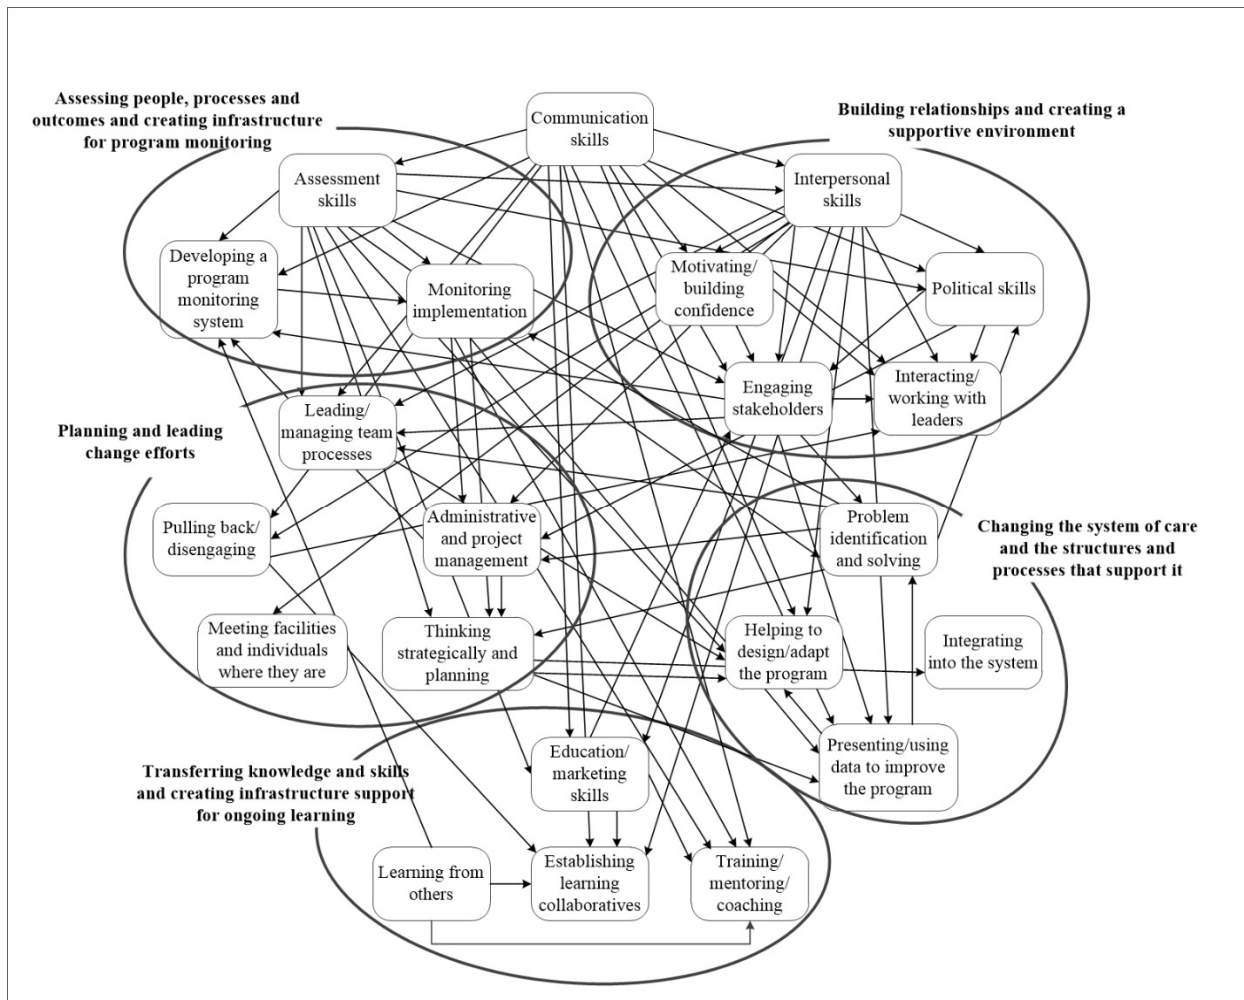 Assessing people, processes and
outcomes and creating infrastructure
for program monitoring
Communication
skills
Building relationships and creating a
supportive environment
Assessment
skills
Interpersonal
skills
Developing a
program
monitoring
system
Monitoring
implementation
Motivating/
building
confidence
Political skills
Engaging
stakeholders
Interacting/
working with
leaders
Leading/
managing team
processes
Planning and leading
change efforts
Pulling back/
disengaging
Administrative
and project
management
Problem
identification
and solving
Changing the system of care
and the structures and
processes that support it
Meeting facilities
and individuals
where they are
Thinking
strategically and
planning
Helping to
design/adapt
the program
Integrating
into the system
Education/
marketing
skills
Presenting/using
data to improve
the program
Transferring knowledge and skills
and creating infrastructure support
for ongoing learning
Learning from
others
Establishing
learning
collaboratives
Training/
mentoring/
coaching